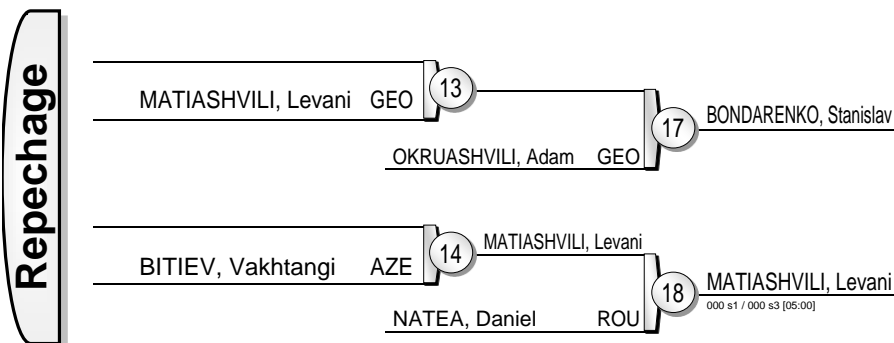 Repechage
MATIASHVILI, Levani GEO
13
OKRUASHVILI, Adam GEO
17
BONDARENKO, Stanislav
BITIEV, Vakhtangi AZE
14
MATIASHVILI, Levani
NATEA, Daniel ROU
18
MATIASHVILI, Levani
000 s1 / 000 s3 [05:00]